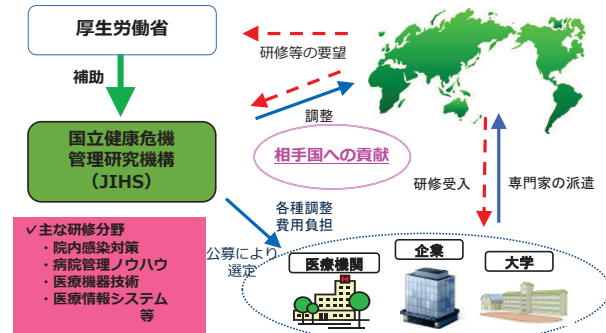 厚生労働省
補助
国立健康危機
管理研究機構
（JIHS）
研修等の要望
調整
相手国への貢献
研修受入
専門家の派遣
各種調整
費用負担
公募により
選定
✓主な研修分野
・院内感染対策
・病院管理ノウハウ
・医療機器技術
・医療情報システム
等
医療機関
企業
大学